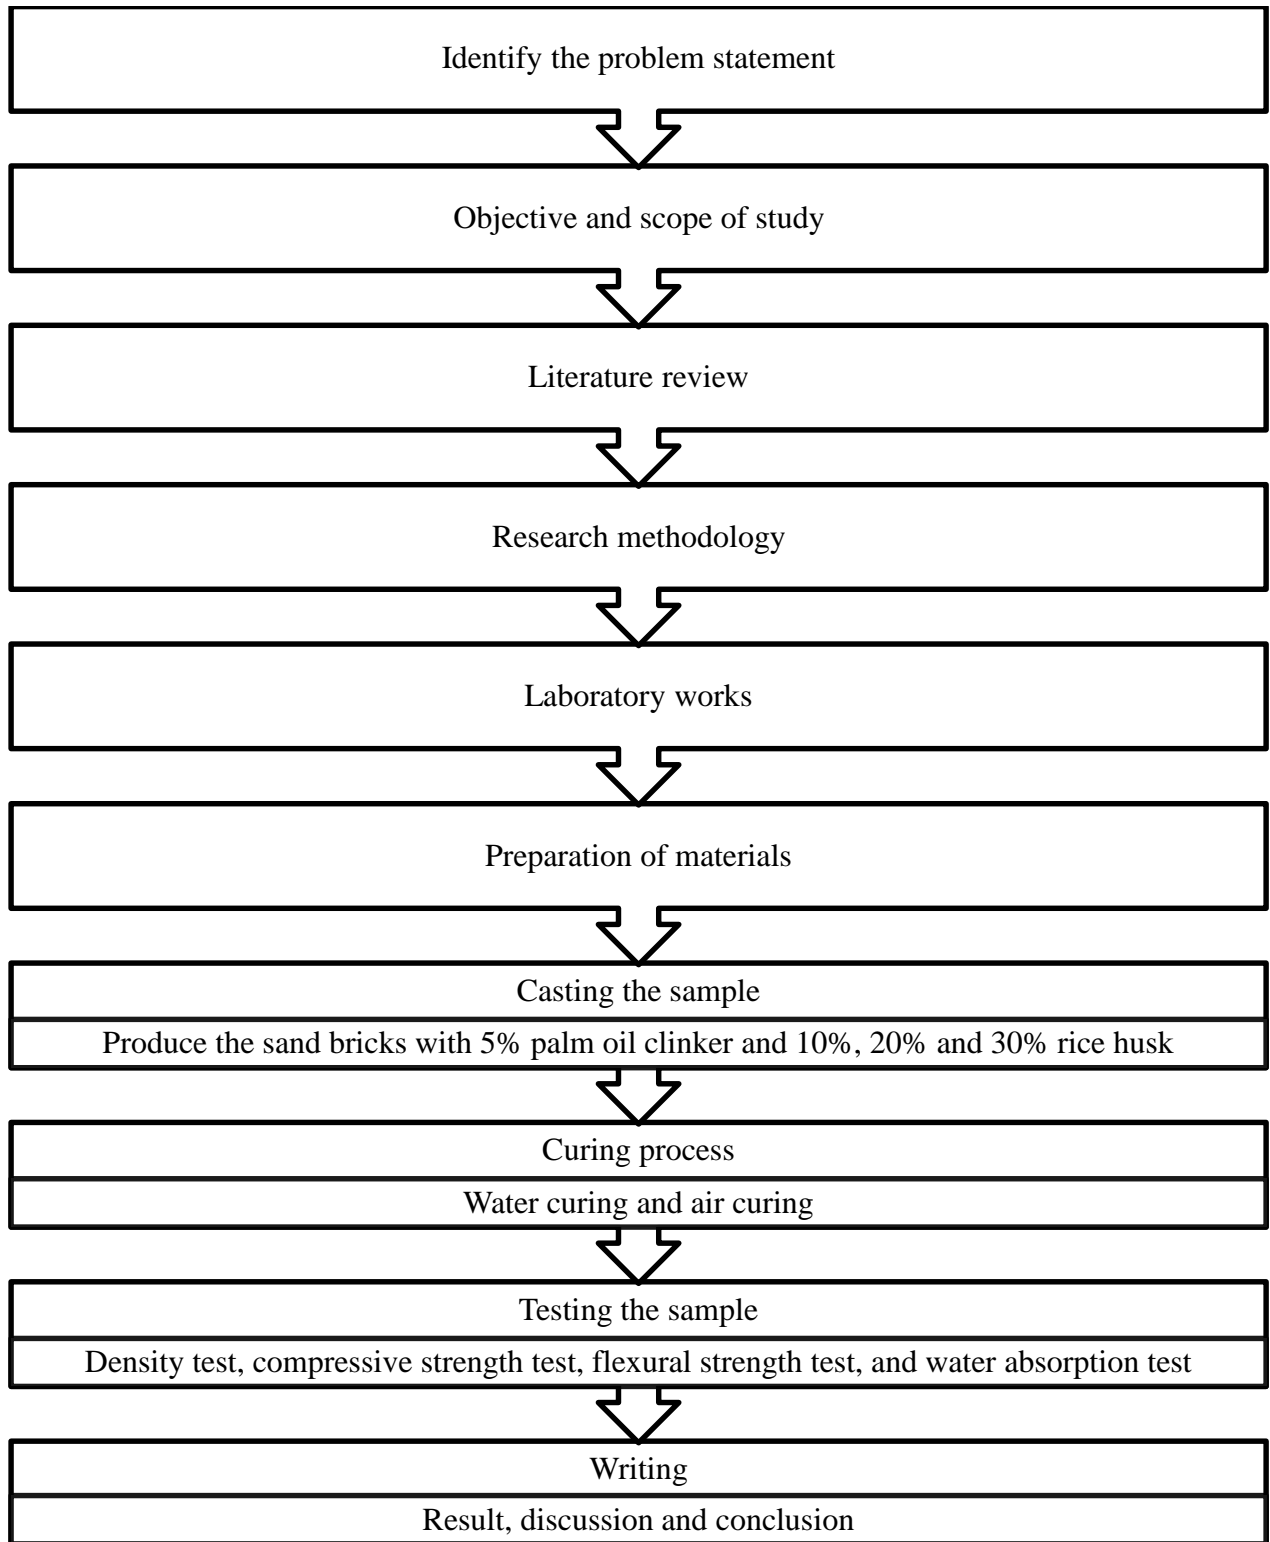 Identify the problem statement
Objective and scope of study
Literature review
Research methodology
Laboratory works
Preparation of materials
Casting the sample
Produce the sand bricks with 5% palm oil clinker and 10%, 20% and 30% rice husk
Curing process
Water curing and air curing
Testing the sample
Density test, compressive strength test, flexural strength test, and water absorption test
Writing
Result, discussion and conclusion